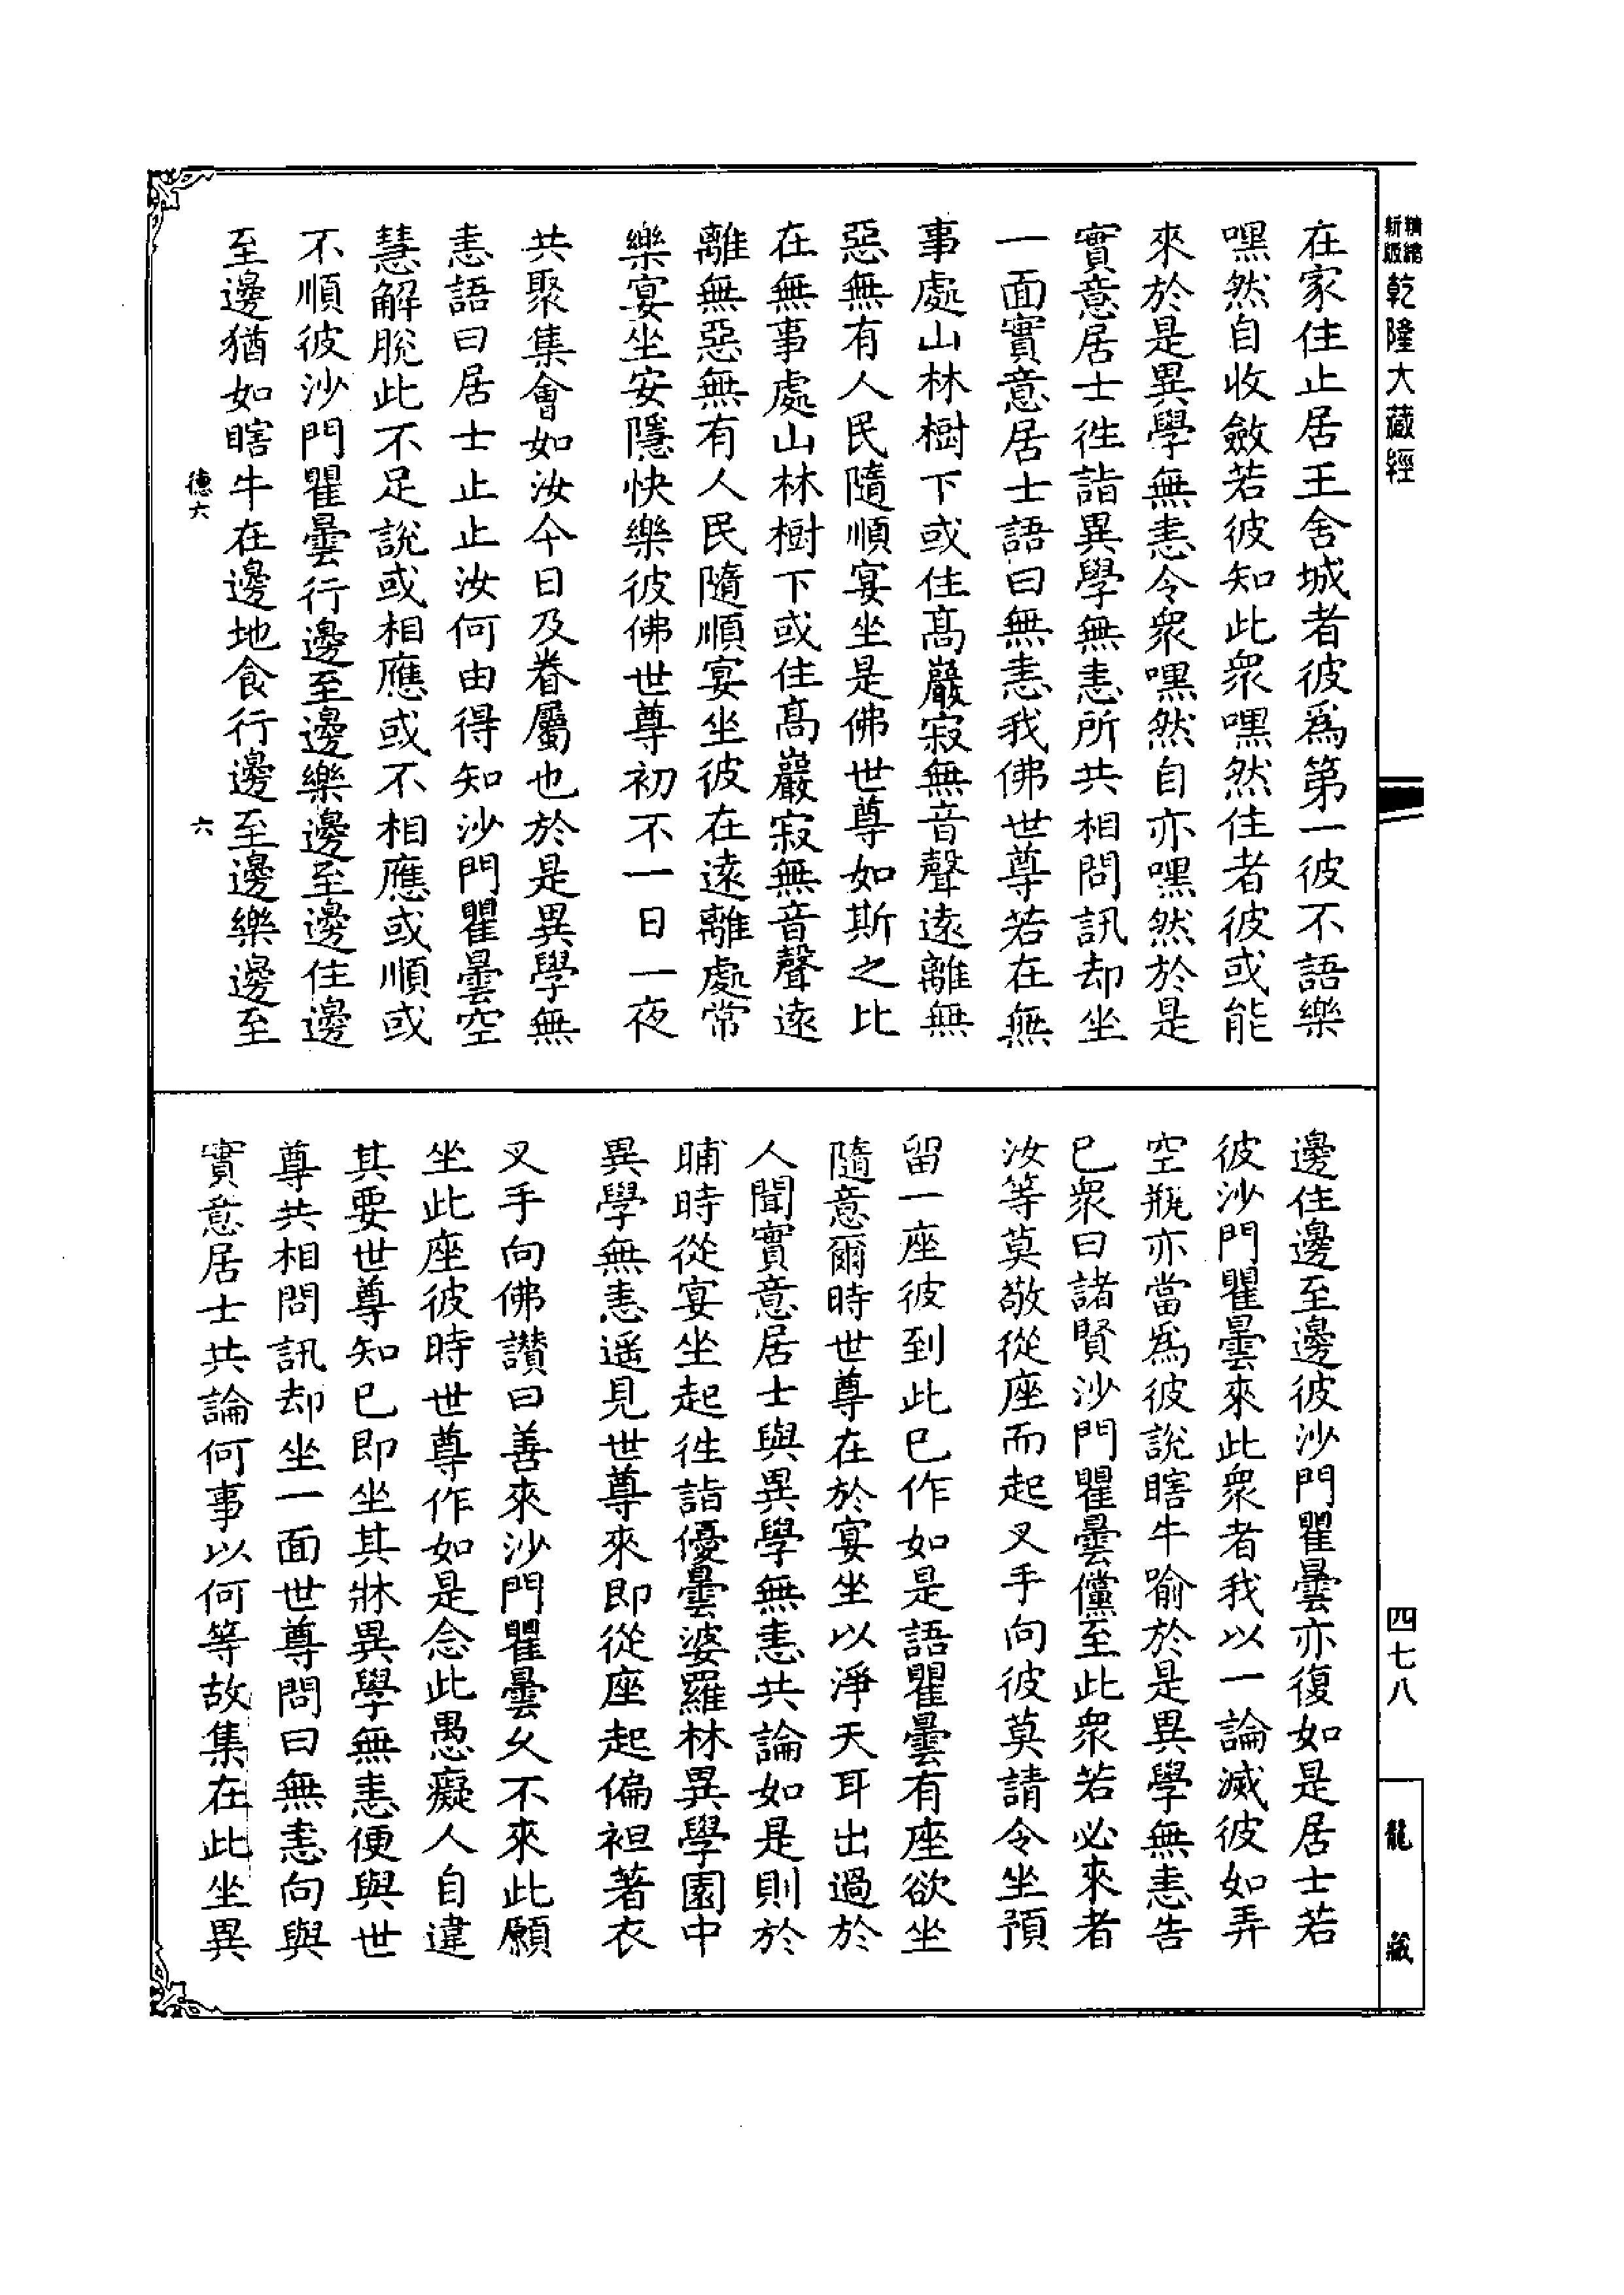 精縮
新版
乾隆大藏經
四七八
龍藏
在家住止居王舍城者彼爲第一彼不語樂
嘿然自收斂若彼知此衆嘿然住者彼或能
來於是異學無恚令衆嘿然自亦嘿然於是
實意居士徃詣異學無恚所共相問訊却坐
一面實意居士語曰無恚我佛世尊若在無
事處山林樹下或住高巖寂無音聲遠離無
惡無有人民隨順宴坐是佛世尊如斯之比
在無事處山林樹下或住高巖寂無音聲遠
離無惡無有人民隨順宴坐彼在遠離處常
樂宴坐安隱快樂彼佛世尊初不一日一夜
共聚集會如汝今日及眷屬也於是異學無
恚語曰居士止止汝何由得知沙門瞿曇空
慧解脫此不足說或相應或不相應或順或
不順彼沙門瞿曇行邊至邊樂邊至邊住邊
至邊猶如瞎牛在邊地食行邊至邊樂邊至
德六
六
邊住邊至邊彼沙門瞿曇亦復如是居士若
彼沙門瞿曇來此衆者我以一論滅彼如弄
空瓶亦當爲彼說瞎牛喻於是異學無恚告
已衆曰諸賢沙門瞿曇儻至此衆若必來者
汝等莫敬從座而起叉手向彼莫請令坐預
留一座彼到此已作如是語瞿曇有座欲坐
隨意爾時世尊在於宴坐以淨天耳出過於
人聞實意居士與異學無恚共論如是則於
晡時從宴坐起徃詣優曇婆羅林異學園中
異學無恚遥見世尊來即從座起偏袒著衣
叉手向佛讃曰善來沙門瞿曇久不來此願
坐此座彼時世尊作如是念此愚癡人自違
其要世尊知已即坐其牀異學無恚便與世
尊共相問訊却坐一面世尊問曰無恚向與
實意居士共論何事以何等故集在此坐異